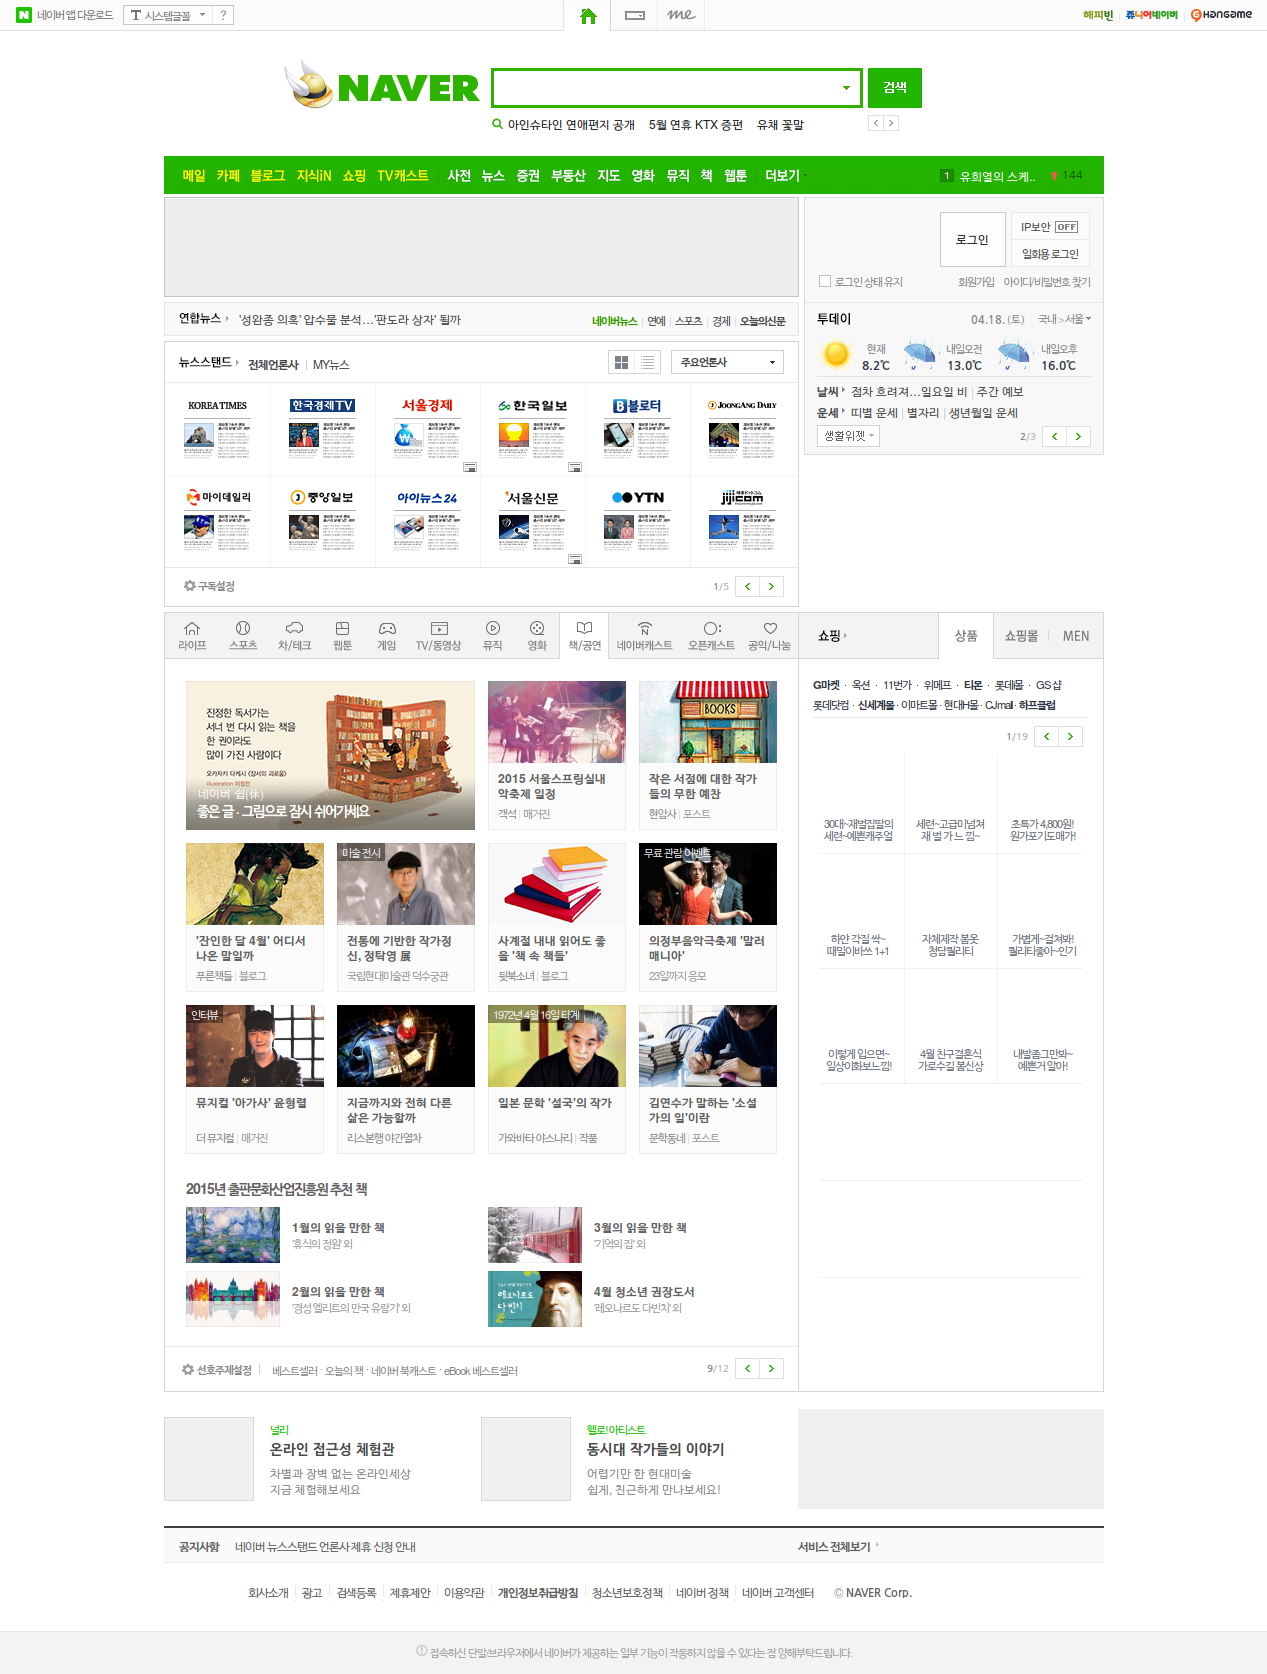 네이버 앱 다운로드 시스템글꼴 ?
me
해피빈 쥬니어네이버 HANGAME
NAVER
검색
아인슈타인 연애편지 공개 5월 연휴 KTX 증편 유채 꽃말
메일 카페 블로그 지식iN 쇼핑 TV캐스트 사전 뉴스 증권 부동산 지도 영화 뮤직 책 웹툰 더보기
1 유희열의 스케.. 144
로그인
IP보안 OFF
일회용 로그인
로그인 상태 유지 회원가입 아이디/비밀번호 찾기
연합뉴스 '성완종 의혹' 압수물 분석…'판도라 상자' 될까
네이버뉴스 연예 스포츠 경제 오늘의신문
투데이 04.18.(토) 국내>서울
현재 8.2℃
내일오전 13.0℃
내일오후 16.0℃
날씨 점차 흐려져…일요일 비 주간 예보
운세 띠별 운세 별자리 생년월일 운세
생활위젯 2/3
뉴스스탠드 전체언론사 MY뉴스 주요언론사
KOREA TIMES 한국경제TV 서울경제 한국일보 블로터 JOONGANG DAILY
마이데일리 중앙일보 아이뉴스24 서울신문 YTN jijicom
구독설정 1/5
라이프 스포츠 차/테크 웹툰 게임 TV/동영상 뮤직 영화 책/공연 네이버캐스트 오픈캐스트 공익/나눔
쇼핑 상품 쇼핑몰 MEN
진정한 독서가는
서너 번 다시 읽는 책을
한 권이라도
많이 가진 사람이다
오카자키 다케시 <장서의 괴로움>
네이버 쉼(休)
좋은 글·그림으로 잠시 쉬어가세요
2015 서울스프링실내악축제 일정
객석 매거진
BOOKS
작은 서점에 대한 작가들의 무한 예찬
현암사 포스트
'잔인한 달 4월' 어디서 나온 말일까
푸른책들 블로그
미술 전시
전통에 기반한 작가정신, 정탁영 展
국립현대미술관 덕수궁관
사계절 내내 읽어도 좋을 '책 속 책들'
뒷북소녀 블로그
무료 관람 이벤트
의정부음악극축제 '말러매니아'
23일까지 응모
인터뷰
뮤지컬 '아가사' 윤형렬
더 뮤지컬 매거진
지금까지와 전혀 다른 삶은 가능할까
리스본행 야간열차
1972년 4월 16일 타계
일본 문학 '설국'의 작가
가와바타 야스나리 작품
김연수가 말하는 '소설가의 일'이란
문학동네 포스트
2015년 출판문화산업진흥원 추천 책
1월의 읽을 만한 책
'휴식의 정원' 외
3월의 읽을 만한 책
'기억의 집' 외
2월의 읽을 만한 책
'경성 엘리트의 만국 유람기' 외
레오나르도 다 빈치
4월 청소년 권장도서
'레오나르도 다빈치' 외
선호주제설정 베스트셀러 · 오늘의 책 · 네이버 북캐스트 · eBook 베스트셀러 9/12
G마켓 · 옥션 · 11번가 · 위메프 · 티몬 · 롯데몰 · GS샵
롯데닷컴 · 신세계몰 · 이마트몰 · 현대H몰 · CJmall · 하프클럽
1/19
30대~재벌집딸의
세련~예쁜캐주얼
세련~고급미넘쳐
재 벌 가 느 낌~
초특가 4,800원!
원가포기도매가!
하얀 각질 싹~
때밀이바쓰 1+1
자체제작 봄옷
청담퀄리티
가볍게~걸쳐봐!
퀄리티좋아~인기
이렇게 입으면~
일상이화보느낌!
4월 친구결혼식
가로수길 봄신상
내말좀그만봐~
예쁜거 알아!
널리
온라인 접근성 체험관
차별과 장벽 없는 온라인세상
지금 체험해보세요
헬로!아티스트
동시대 작가들의 이야기
어렵기만 한 현대미술
쉽게, 친근하게 만나보세요!
공지사항 네이버 뉴스스탠드 언론사 제휴 신청 안내 서비스 전체보기
회사소개 광고 검색등록 제휴제안 이용약관 개인정보취급방침 청소년보호정책 네이버 정책 네이버 고객센터 © NAVER Corp.
접속하신 단말/브라우저에서 네이버가 제공하는 일부 기능이 작동하지 않을 수 있다는 점 양해부탁드립니다.